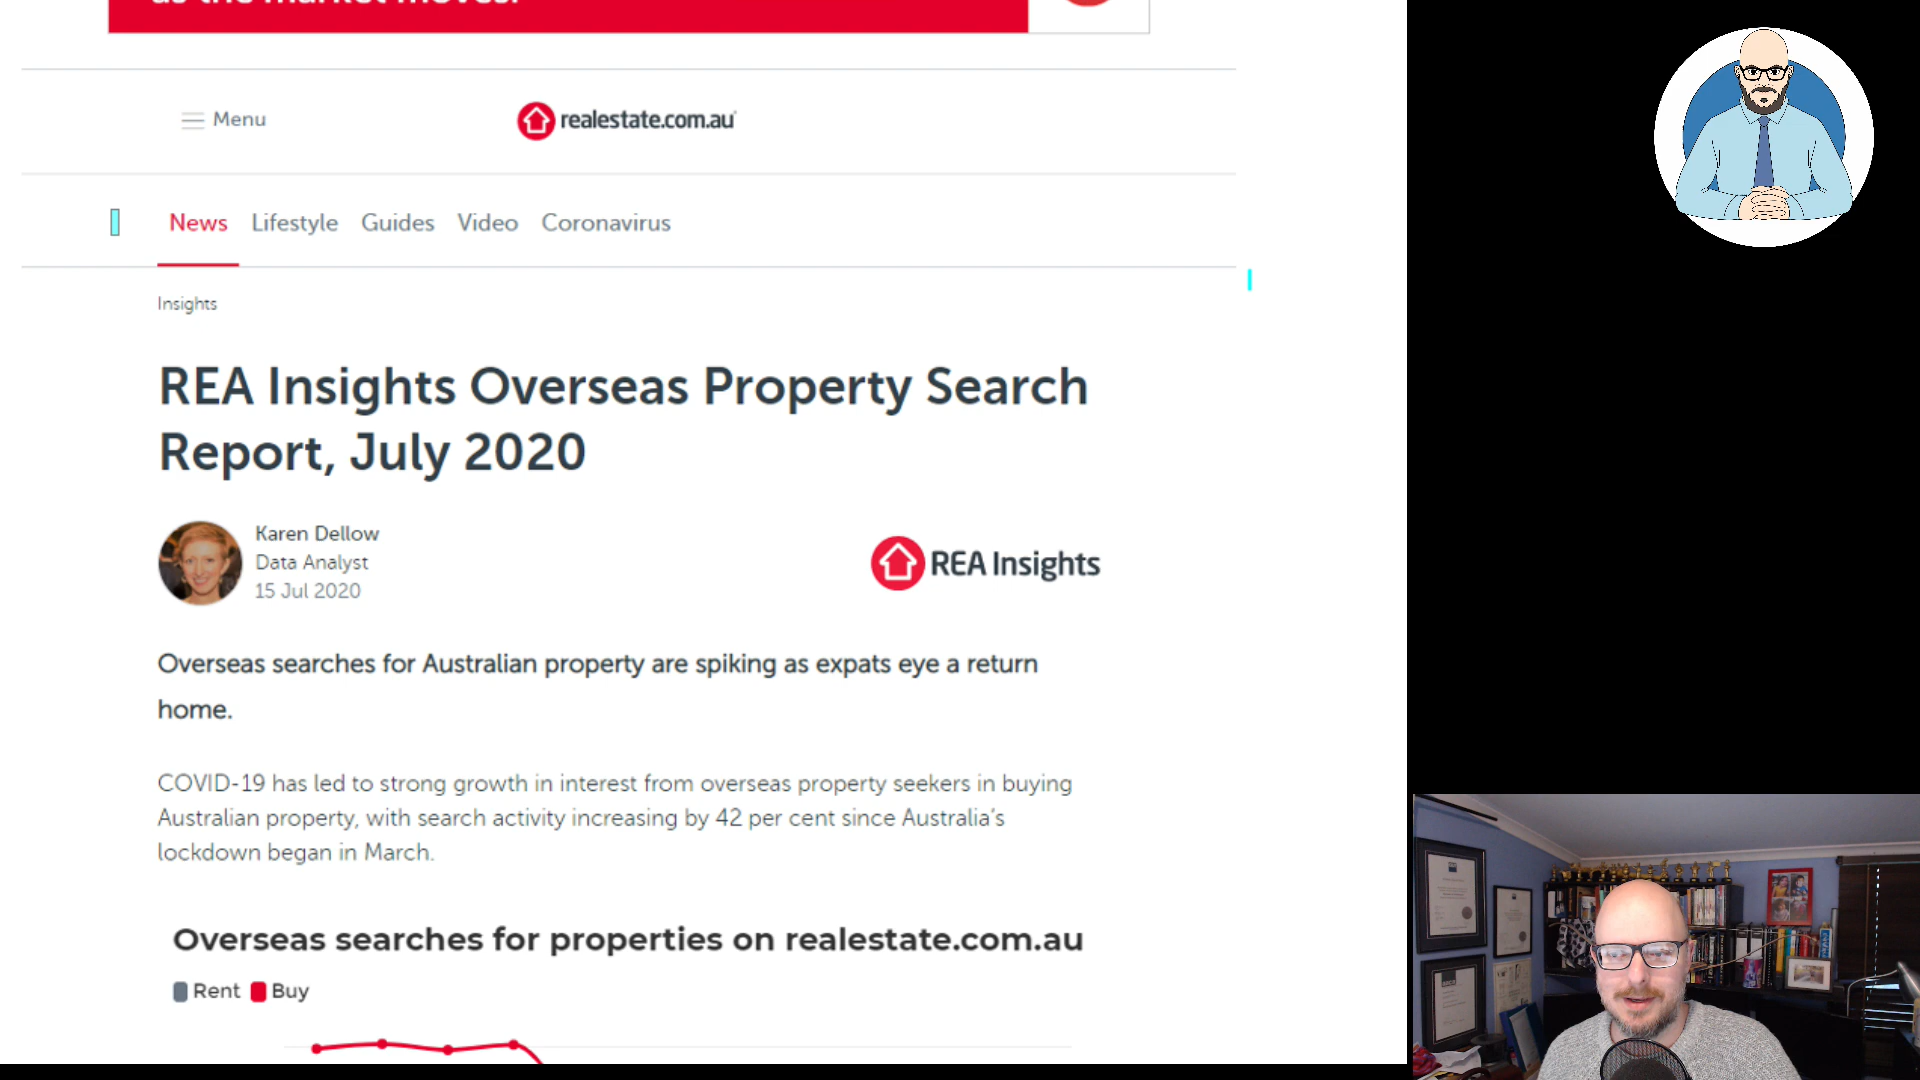 as the market moves.
Menu
realestate.com.au
News Lifestyle Guides Video Coronavirus
Insights
REA Insights Overseas Property Search
Report, July 2020
Karen Dellow
Data Analyst
15 Jul 2020
REA Insights
Overseas searches for Australian property are spiking as expats eye a return
home.
COVID-19 has led to strong growth in interest from overseas property seekers in buying
Australian property, with search activity increasing by 42 per cent since Australia's
lockdown began in March.
Overseas searches for properties on realestate.com.au
Rent Buy